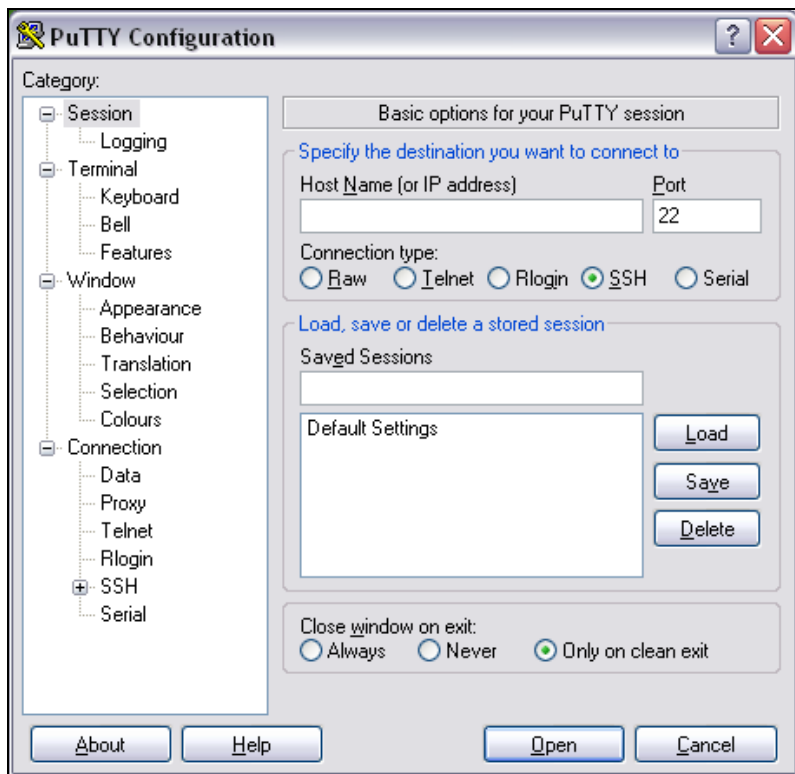 PuTTY Configuration
Category:
Session
Logging
Terminal
Keyboard
Bell
Features
Window
Appearance
Behaviour
Translation
Selection
Colours
Connection
Data
Proxy
Telnet
Rlogin
SSH
Serial
Basic options for your PuTTY session
Specify the destination you want to connect to
Host Name (or IP address) Port
22
Connection type:
Raw Telnet Rlogin SSH Serial
Load, save or delete a stored session
Saved Sessions
Default Settings
Load
Save
Delete
Close window on exit:
Always Never Only on clean exit
About Help Open Cancel